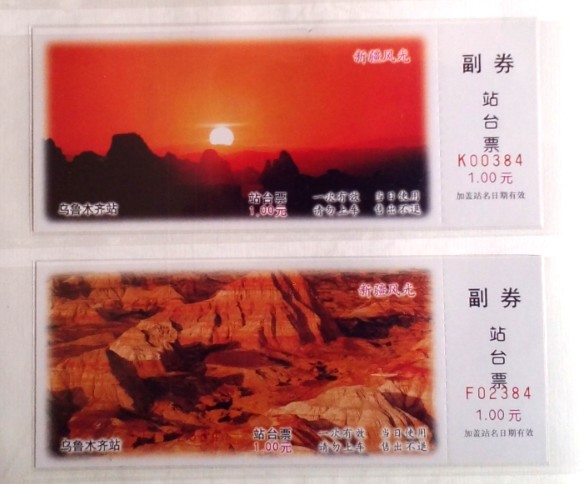 新疆风光
乌鲁木齐站
站台票
1.00元
一次有效 当日使用
请勿上车 售出不退
副券
站台票
K00384
1.00元
加盖站名日期有效
新疆风光
乌鲁木齐站
站台票
1.00元
一次有效 当日使用
请勿上车 售出不退
副券
站台票
F02384
1.00元
加盖站名日期有效